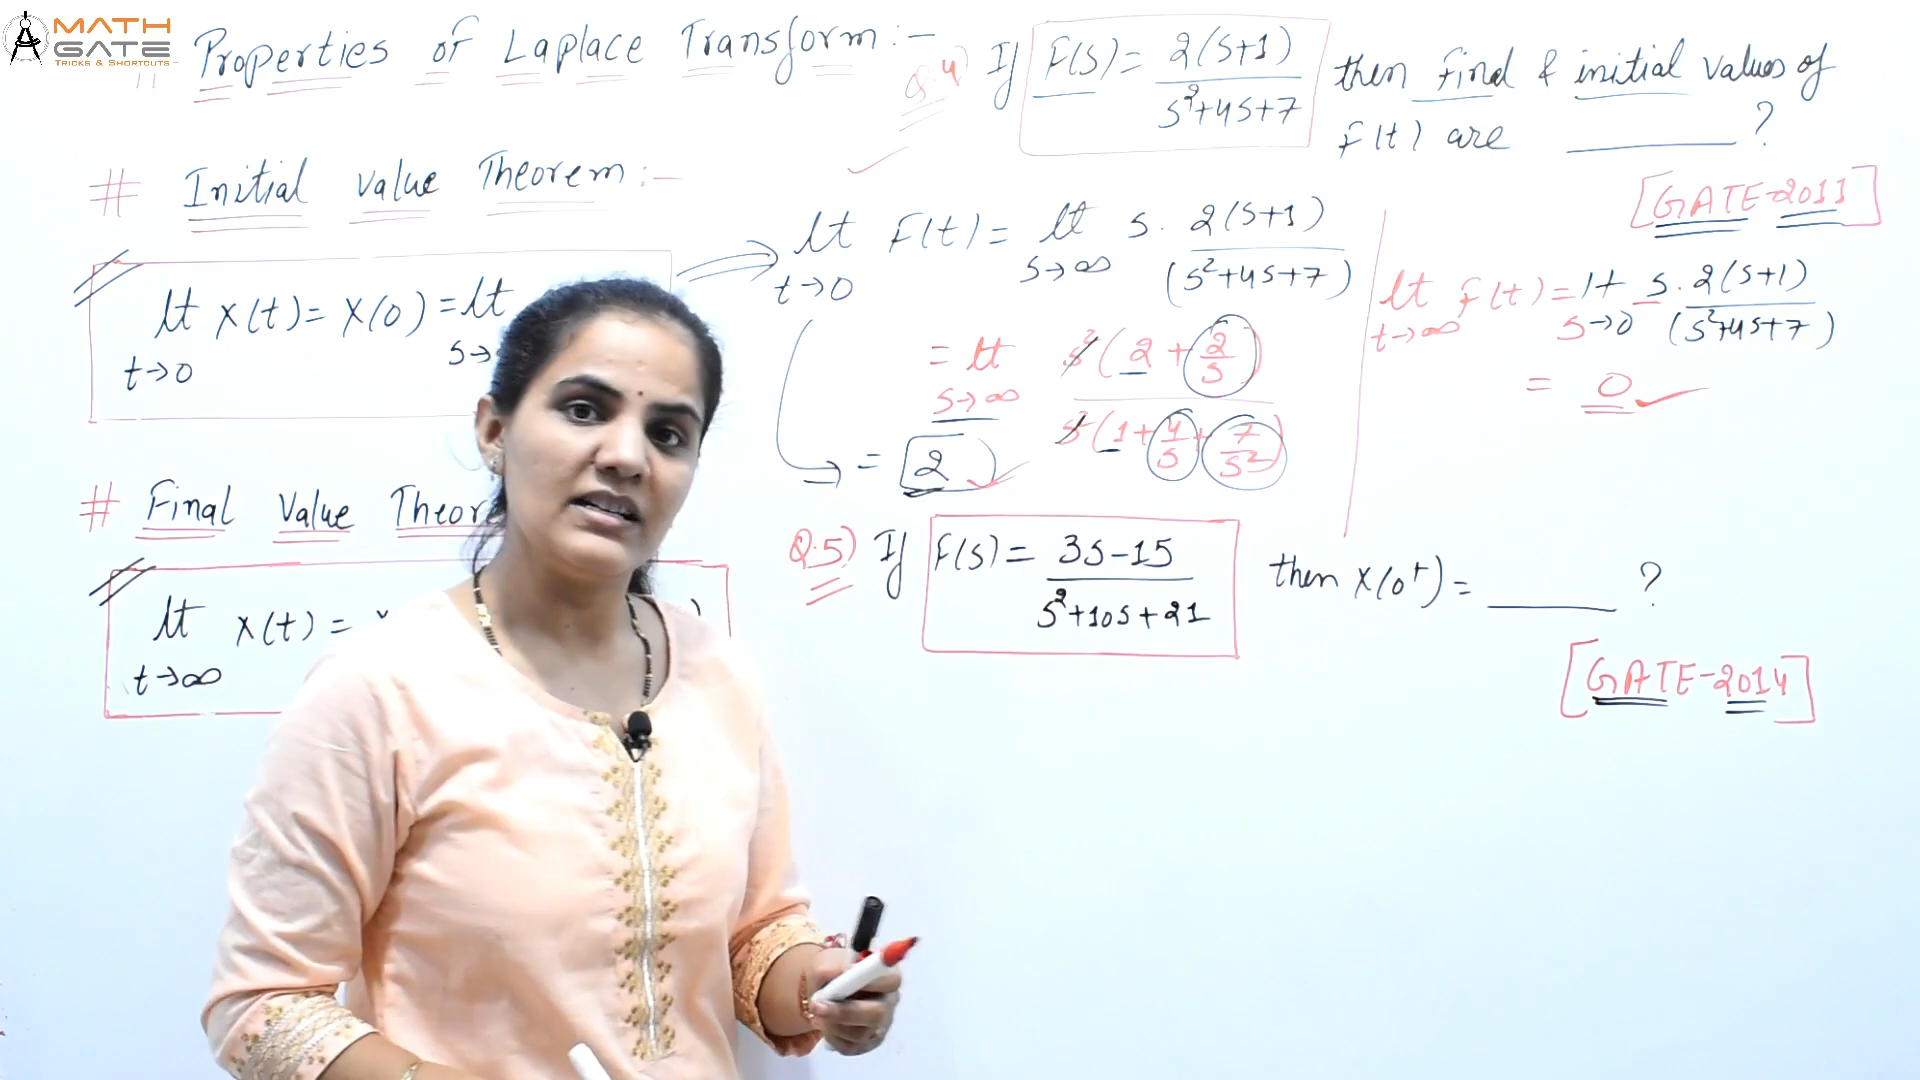 MATH
GATE
TRICKS & SHORTCUTS
Properties of Laplace Transform:-
# Initial value Theorem:-
lt x(t) = x(0) = lt
t→0 s→
# Final Value Theor
lt x(t) =
t→∞
Q.4) If F(s) = 2(s+1) / s²+4s+7 then final & initial values of
f(t) are ______ ?
[GATE-2011]
lt f(t) = lt s. 2(s+1) / (s²+4s+7)
t→0 s→∞
= lt s²(2 + 2/s) / s²(1 + 4/s + 7/s²)
s→∞
= 2
lt f(t) = lt s. 2(s+1) / (s²+4s+7)
t→∞ s→0
= 0
Q.5) If F(s) = 3s-15 / s²+10s+21 then x(0⁺) = ______ ?
[GATE-2014]